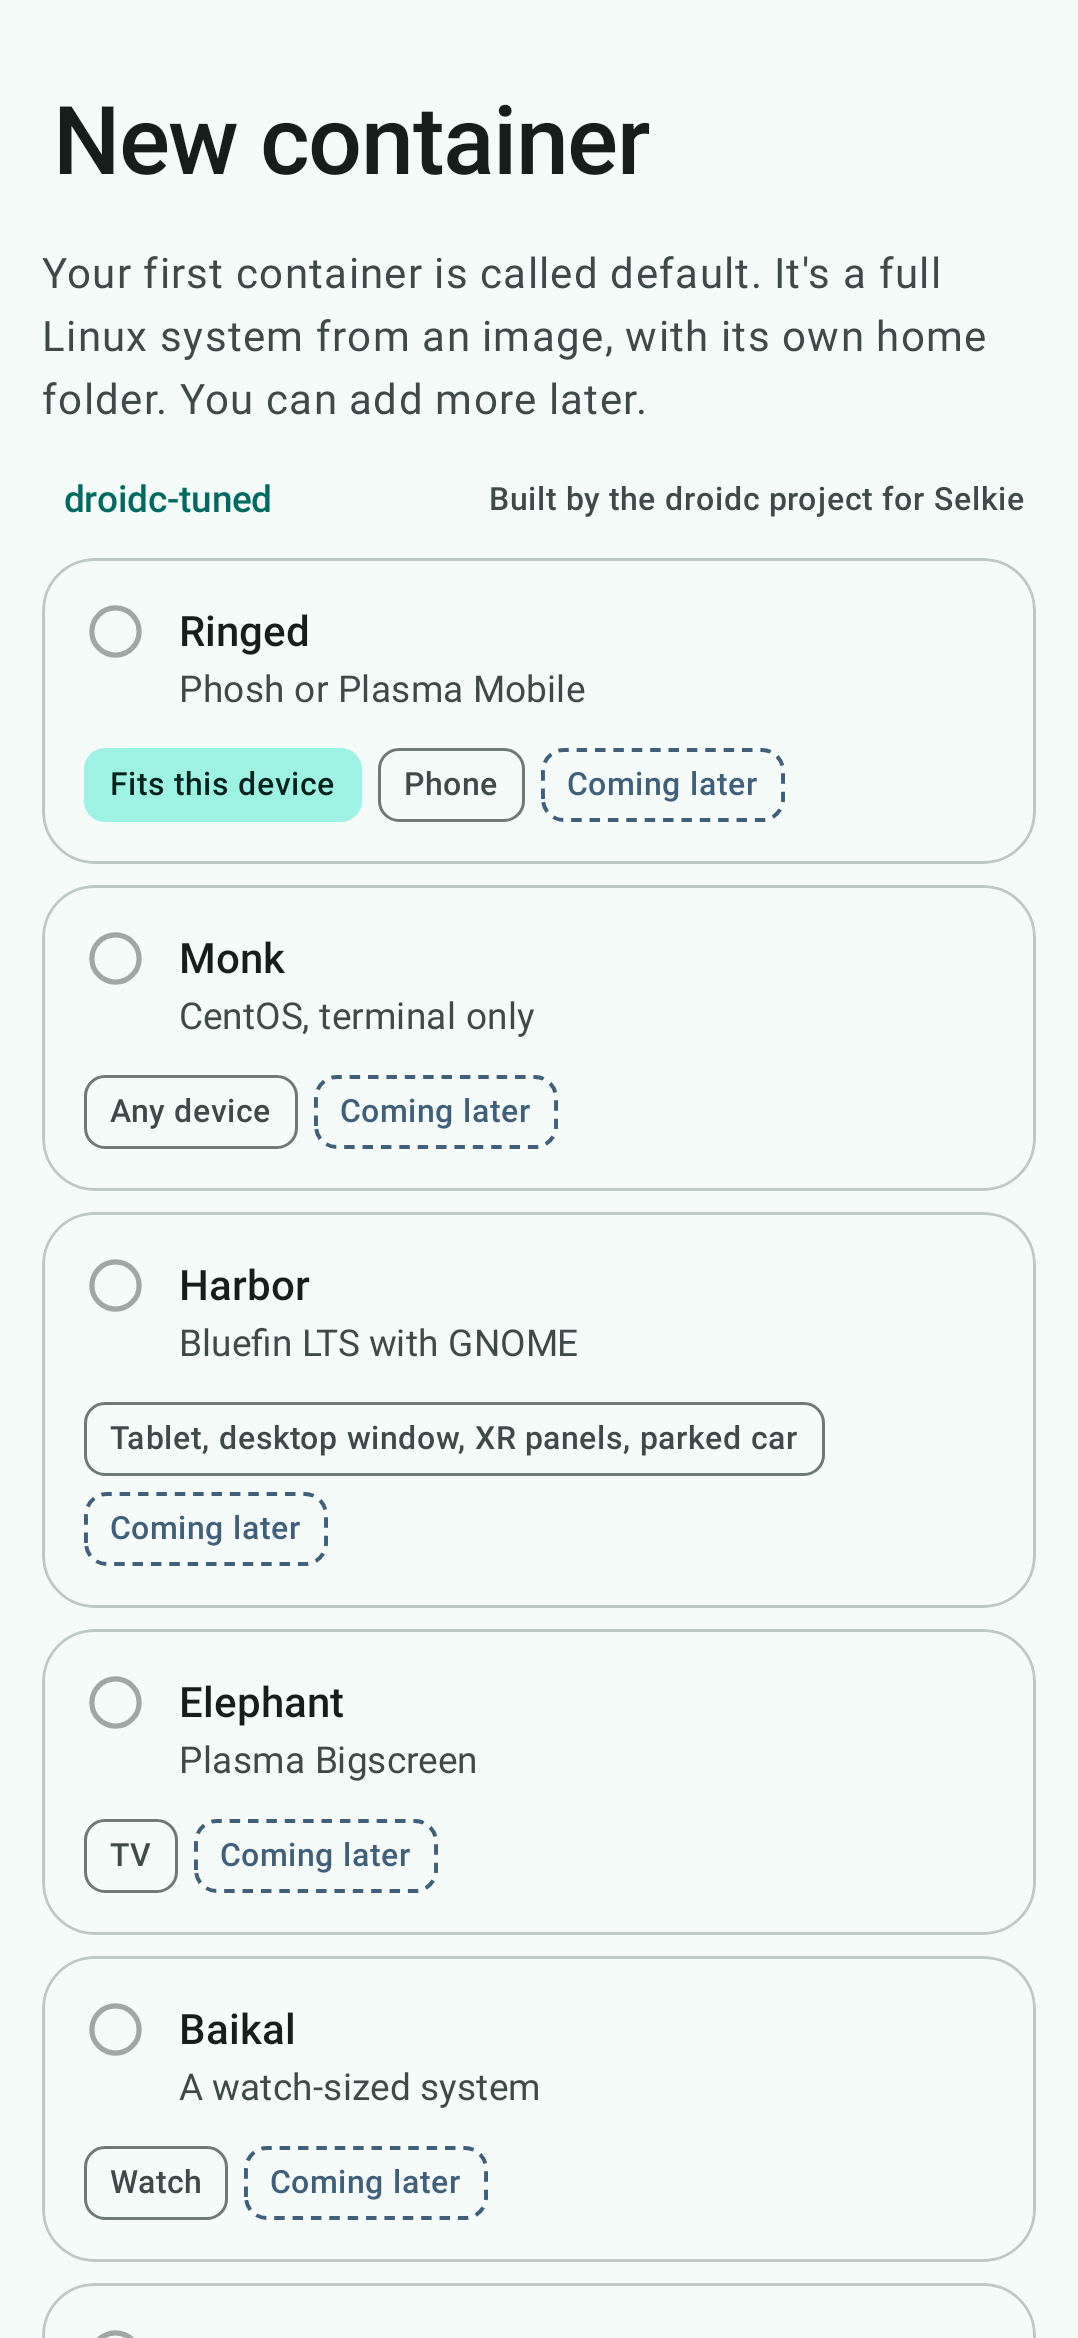 New container
Your first container is called default. It's a full
Linux system from an image, with its own home
folder. You can add more later.
droidc-tuned
Built by the droidc project for Selkie
Ringed
Phosh or Plasma Mobile
Fits this device
Phone
Coming later
Monk
CentOS, terminal only
Any device
Coming later
Harbor
Bluefin LTS with GNOME
Tablet, desktop window, XR panels, parked car
Coming later
Elephant
Plasma Bigscreen
TV
Coming later
Baikal
A watch-sized system
Watch
Coming later